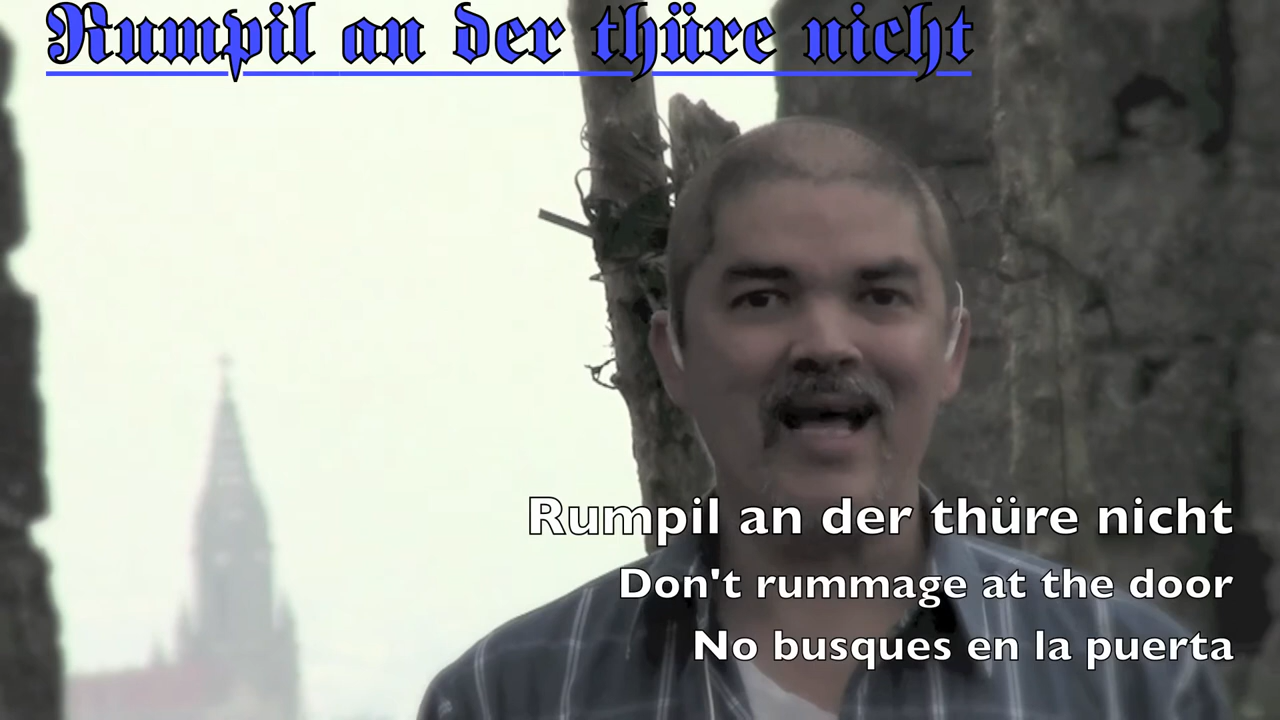 Rumpil an der thüre nicht
Rumpil an der thüre nicht
Don't rummage at the door
No busques en la puerta